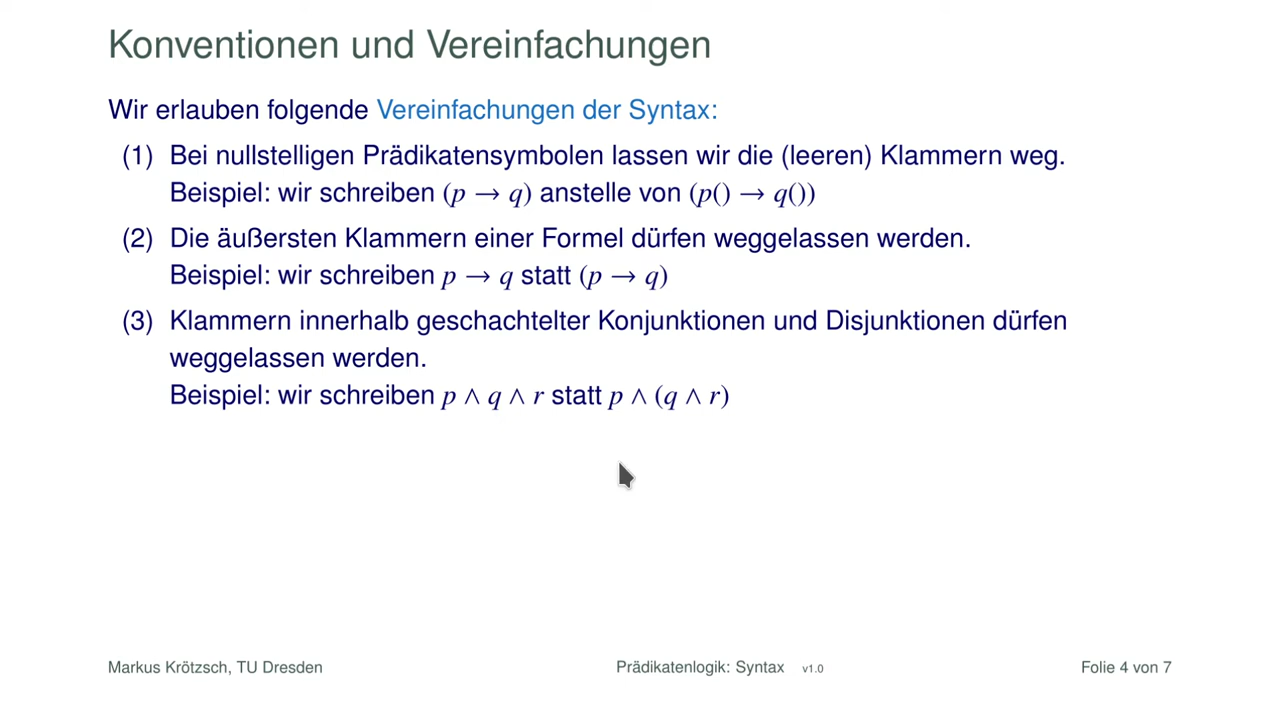 Konventionen und Vereinfachungen
Wir erlauben folgende Vereinfachungen der Syntax:
(1) Bei nullstelligen Prädikatensymbolen lassen wir die (leeren) Klammern weg.
Beispiel: wir schreiben (p → q) anstelle von (p() → q())
(2) Die äußersten Klammern einer Formel dürfen weggelassen werden.
Beispiel: wir schreiben p → q statt (p → q)
(3) Klammern innerhalb geschachtelter Konjunktionen und Disjunktionen dürfen
weggelassen werden.
Beispiel: wir schreiben p ∧ q ∧ r statt p ∧ (q ∧ r)
Markus Krötzsch, TU Dresden Prädikatenlogik: Syntax v1.0 Folie 4 von 7